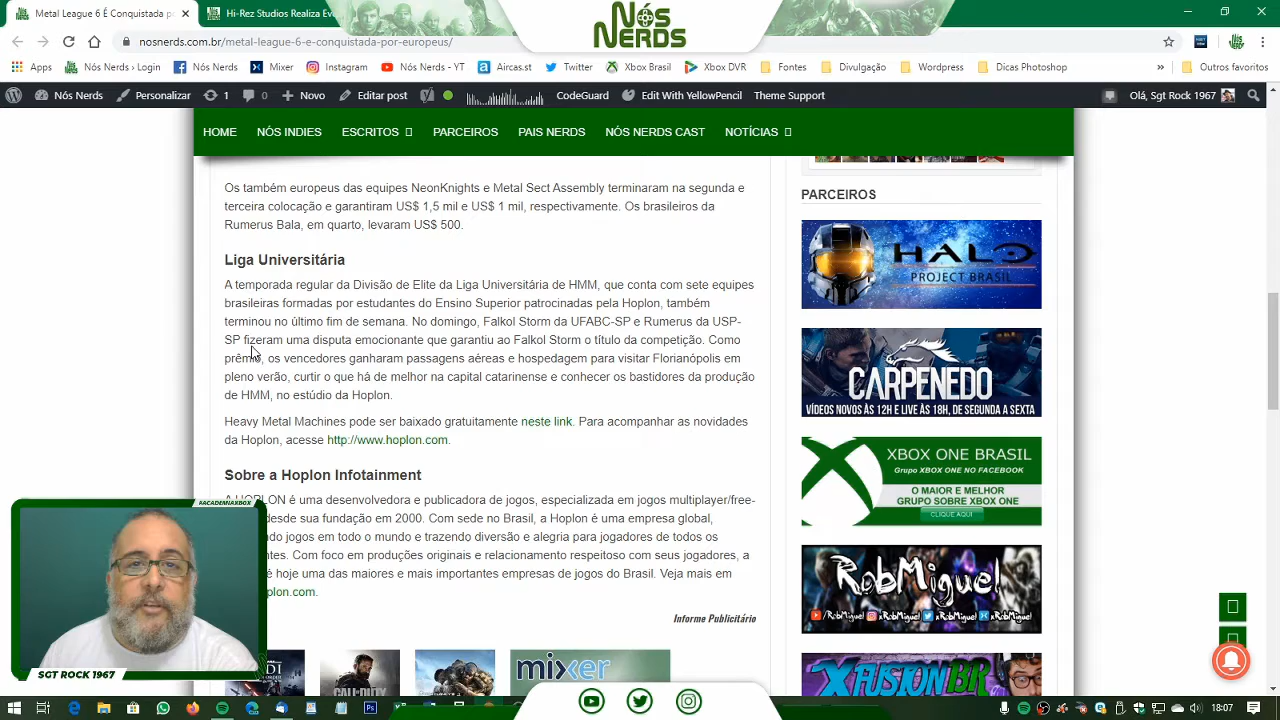 Metal League 6 é conquistada p
Hi-Rez Studios Revela E
NÓS
NERDS
nosnerds.com.br/metal-league-6-e-conquistada-por-europeus/
Apps Nós Nerds › Login Nós Nerds Mixer Instagram Nós Nerds - YT Aircas.st Twitter Xbox Brasil Xbox DVR Fontes Divulgação Wordpress Dicas Photoshop » Outros favoritos
Nós Nerds Personalizar 1 0 Novo Editar post CodeGuard Edit With YellowPencil Theme Support Olá, Sgt Rock 1967
HOME NÓS INDIES ESCRITOS PARCEIROS PAIS NERDS NÓS NERDS CAST NOTÍCIAS
Os também europeus das equipes NeonKnights e Metal Sect Assembly terminaram na segunda e
terceira colocação e garantiram US$ 1,5 mil e US$ 1 mil, respectivamente. Os brasileiros da
Rumerus Bala, em quarto, levaram US$ 500.
Liga Universitária
A temporada regular da Divisão de Elite da Liga Universitária de HMM, que conta com sete equipes
brasileiras formadas por estudantes do Ensino Superior patrocinadas pela Hoplon, também
terminou no último fim de semana. No domingo, Falkol Storm da UFABC-SP e Rumerus da USP-
SP fizeram uma disputa emocionante que garantiu ao Falkol Storm o título da competição. Como
prêmio, os vencedores ganharam passagens aéreas e hospedagem para visitar Florianópolis em
pleno verão, curtir o que há de melhor na capital catarinense e conhecer os bastidores da produção
de HMM, no estúdio da Hoplon.
Heavy Metal Machines pode ser baixado gratuitamente neste link. Para acompanhar as novidades
da Hoplon, acesse http://www.hoplon.com.
Sobre a Hoplon Infotainment
é uma desenvolvedora e publicadora de jogos, especializada em jogos multiplayer/free-
desde sua fundação em 2000. Com sede no Brasil, a Hoplon é uma empresa global,
ndo jogos em todo o mundo e trazendo diversão e alegria para jogadores de todos os
ntes. Com foco em produções originais e relacionamento respeitoso com seus jogadores, a
é hoje uma das maiores e mais importantes empresas de jogos do Brasil. Veja mais em
plon.com.
Informe Publicitário
mixer
PARCEIROS
HALO
PROJECT BRASIL
CARPENEDO
VÍDEOS NOVOS ÀS 12H E LIVE ÀS 18H, DE SEGUNDA A SEXTA
XBOX ONE BRASIL
Grupo XBOX ONE NO FACEBOOK
O MAIOR E MELHOR
GRUPO SOBRE XBOX ONE
CLIQUE AQUI
RobMiguel
/RobMiguel xRobMiguel xRobMiguel xRobMiguel
XFUSIONBR
#ACADEMIAXBOX
SGT ROCK 1967
18:07